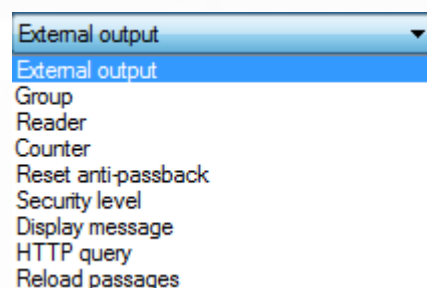 External output
External output
Group
Reader
Counter
Reset anti-passback
Security level
Display message
HTTP query
Reload passages